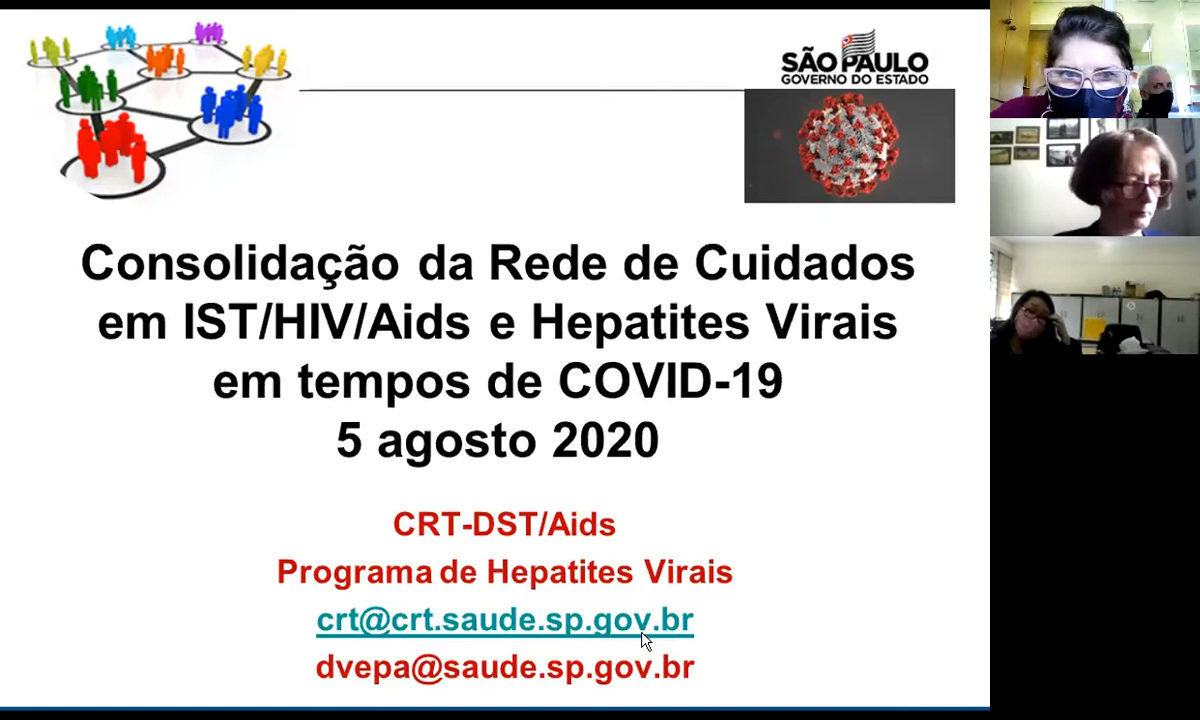 SÃO PAULO
GOVERNO DO ESTADO
Consolidação da Rede de Cuidados
em IST/HIV/Aids e Hepatites Virais
em tempos de COVID-19
5 agosto 2020
CRT-DST/Aids
Programa de Hepatites Virais
crt@crt.saude.sp.gov.br
dvepa@saude.sp.gov.br